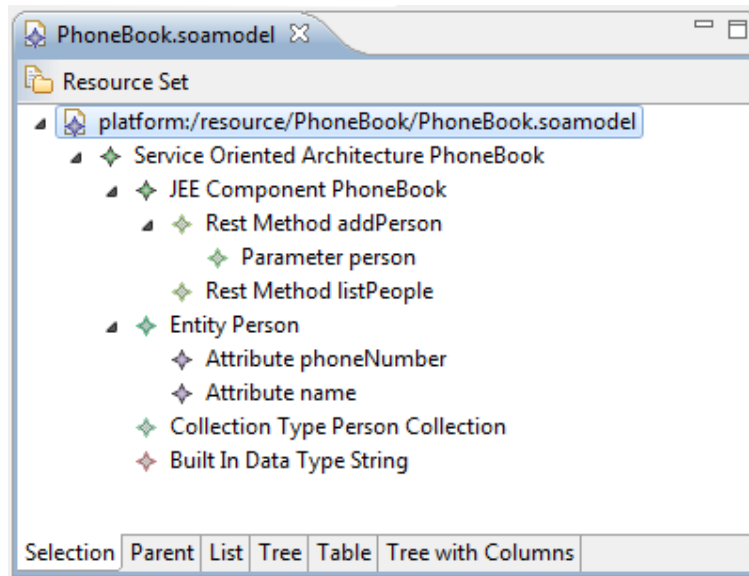 PhoneBook.soamodel
Resource Set
platform:/resource/PhoneBook/PhoneBook.soamodel
Service Oriented Architecture PhoneBook
JEE Component PhoneBook
Rest Method addPerson
Parameter person
Rest Method listPeople
Entity Person
Attribute phoneNumber
Attribute name
Collection Type Person Collection
Built In Data Type String
Selection Parent List Tree Table Tree with Columns